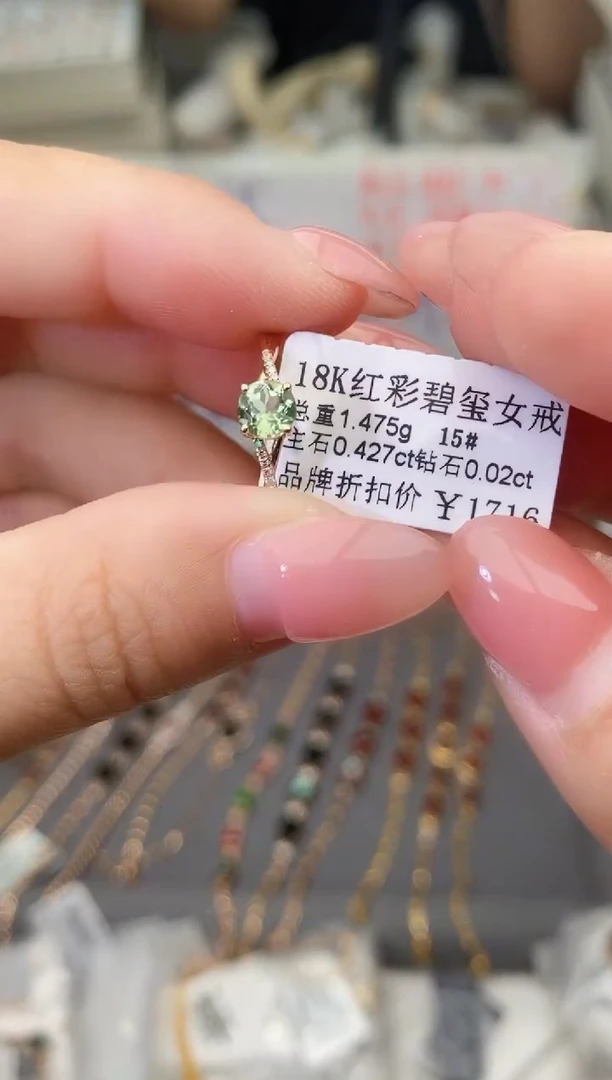 18K红彩碧玺女戒
总重1.475g 15#
主石0.427ct钻石0.02ct
品牌折扣价 ￥1716